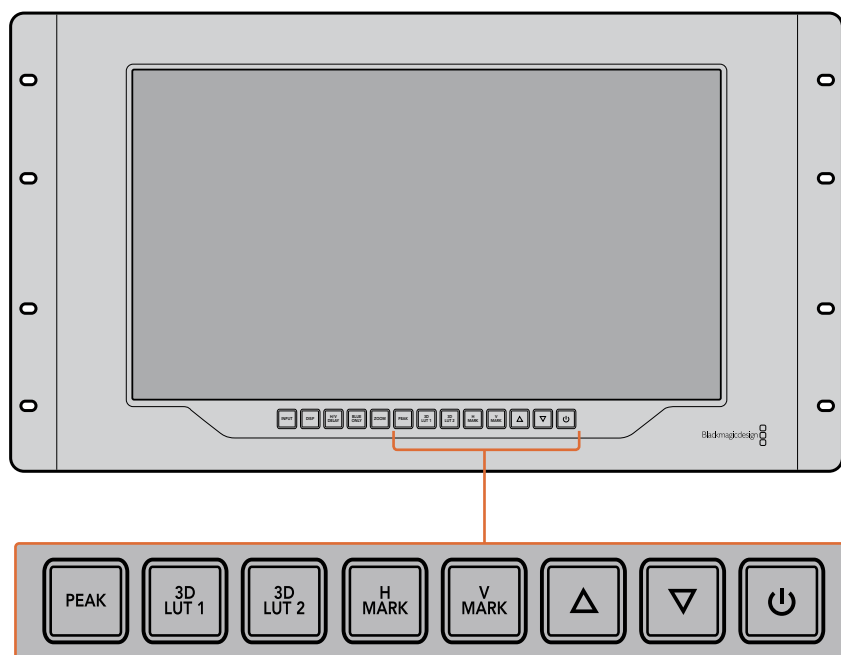 INPUT DISP H/V DELAY BLUE ONLY ZOOM PEAK 3D LUT 1 3D LUT 2 H MARK V MARK
Blackmagicdesign
PEAK 3D LUT 1 3D LUT 2 H MARK V MARK